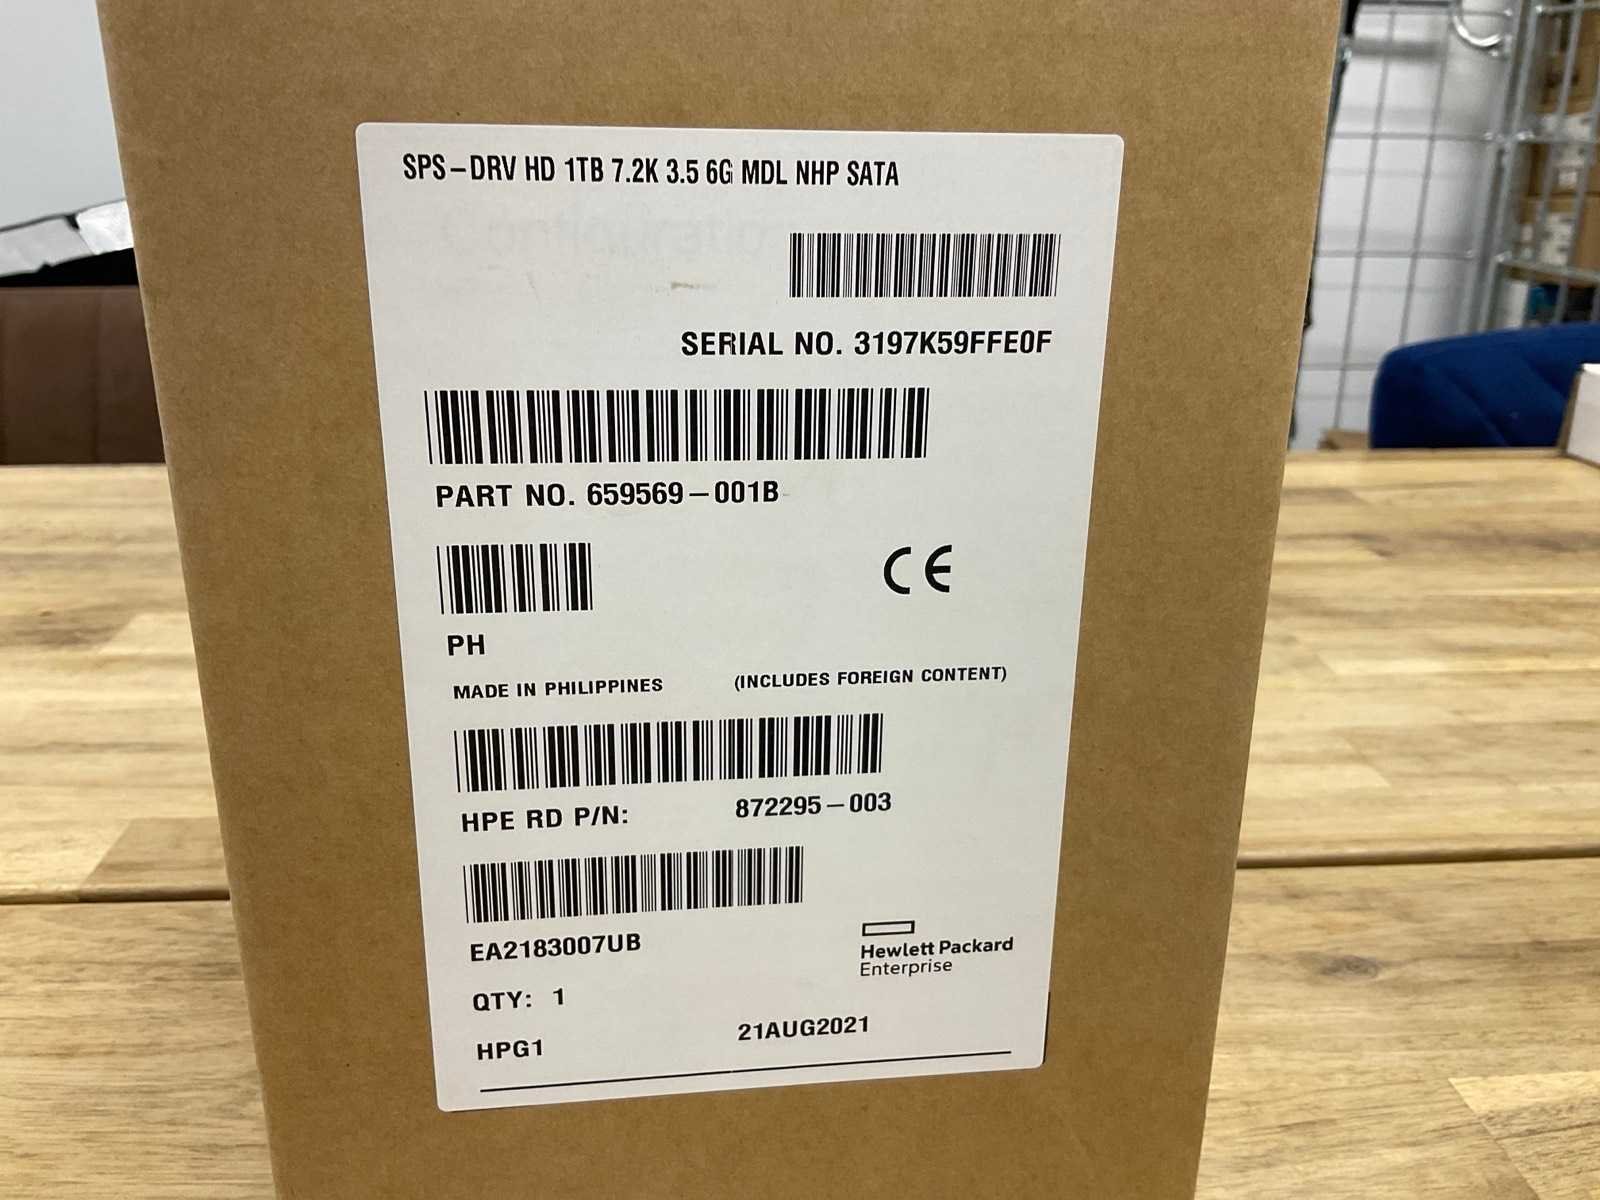 SPS-DRV HD 1TB 7.2K 3.5 6G MDL NHP SATA
SERIAL NO. 3197K59FFE0F
PART NO. 659569-001B
CE
PH
MADE IN PHILIPPINES (INCLUDES FOREIGN CONTENT)
HPE RD P/N: 872295-003
EA2183007UB
Hewlett Packard
Enterprise
QTY: 1
HPG1 21AUG2021